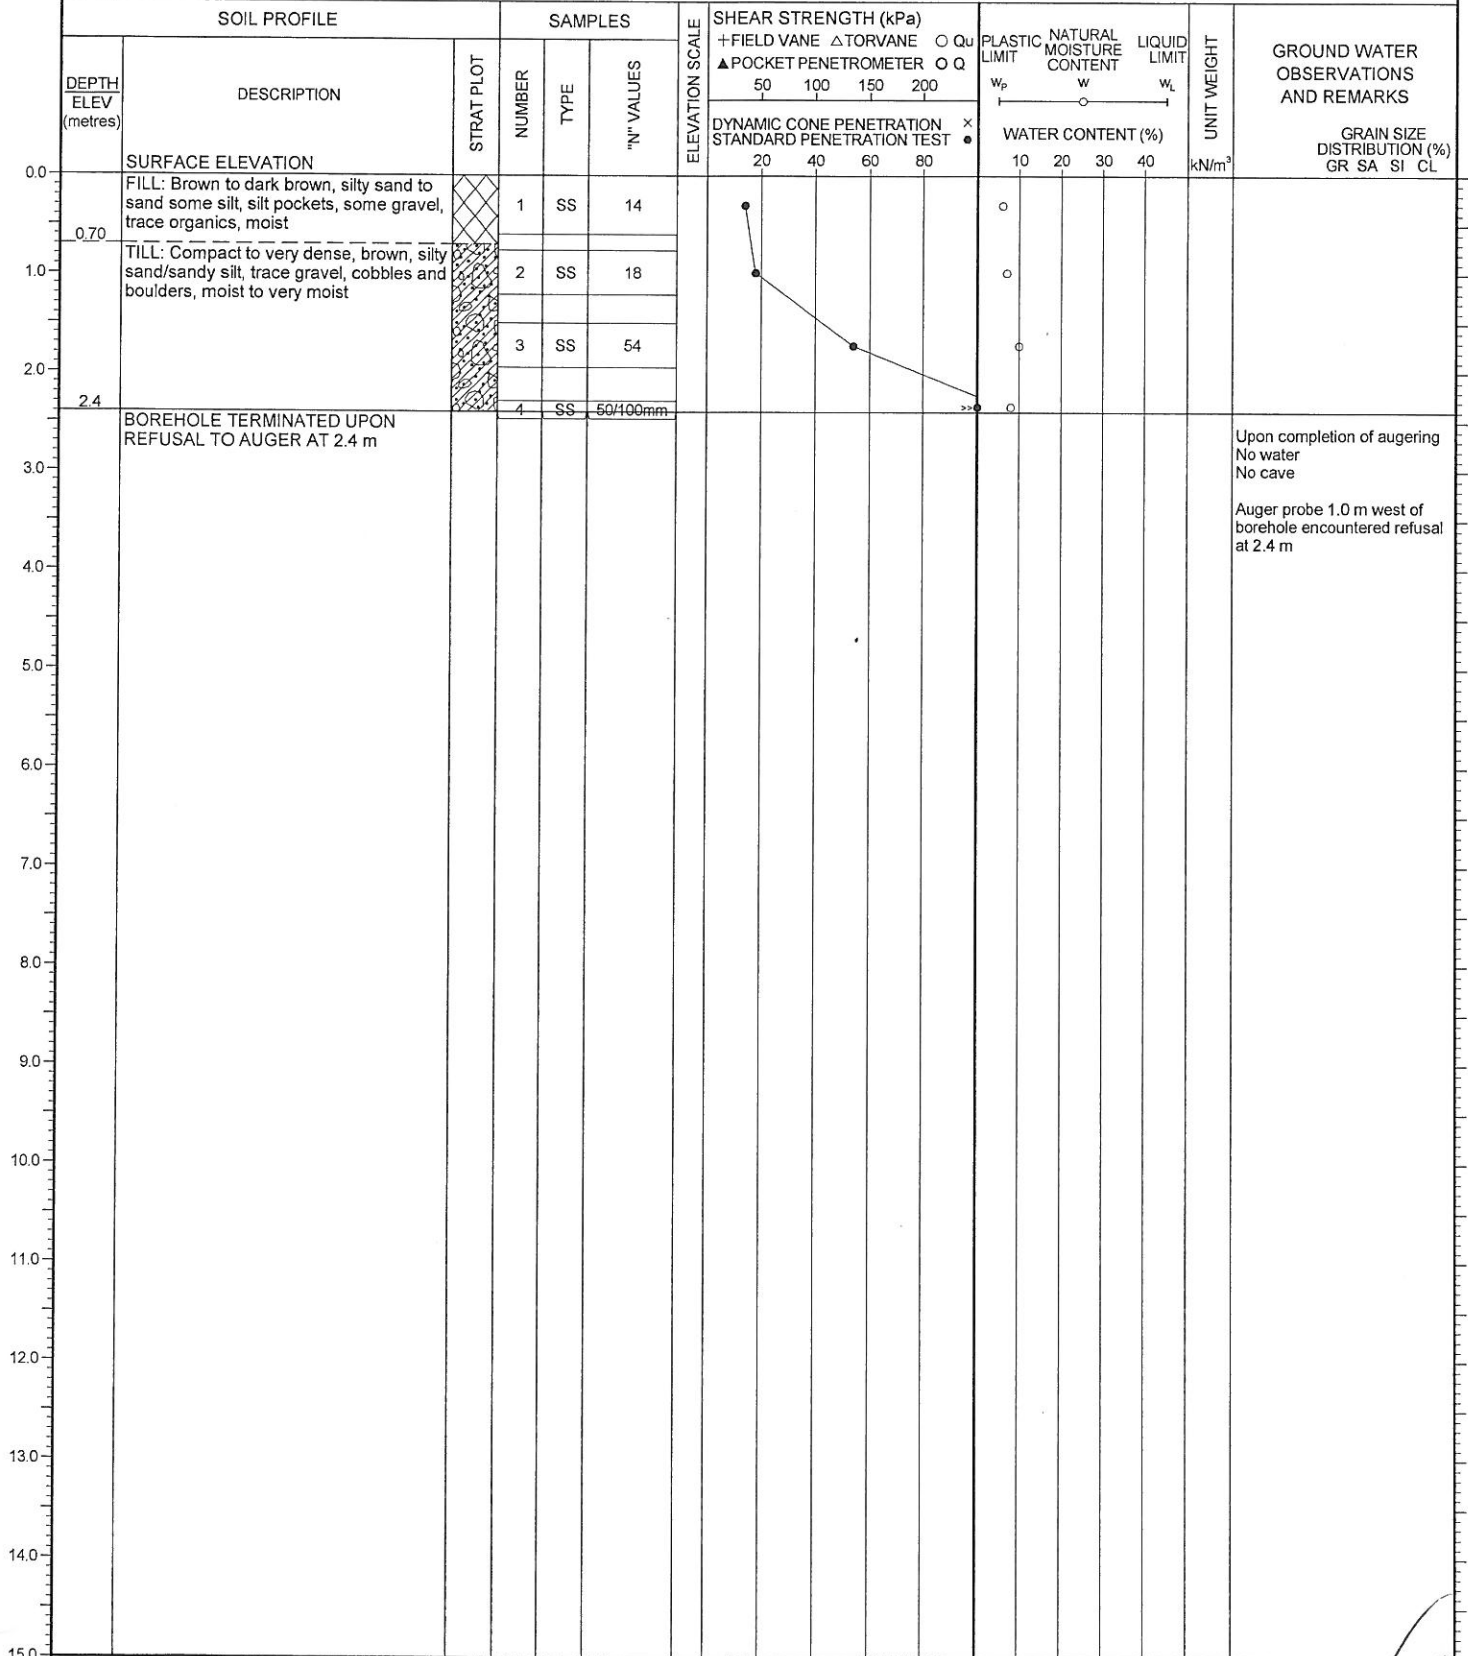 SOIL PROFILE
SAMPLES
ELEVATION SCALE
SHEAR STRENGTH (kPa)
+FIELD VANE △TORVANE ○ Qu
▲POCKET PENETROMETER ○ Q
50 100 150 200
DYNAMIC CONE PENETRATION ×
STANDARD PENETRATION TEST ●
20 40 60 80
PLASTIC LIMIT
NATURAL MOISTURE CONTENT
LIQUID LIMIT
WP W WL
WATER CONTENT (%)
10 20 30 40
UNIT WEIGHT
kN/m³
GROUND WATER
OBSERVATIONS
AND REMARKS
GRAIN SIZE
DISTRIBUTION (%)
GR SA SI CL
DEPTH
ELEV
(metres)
DESCRIPTION
STRAT PLOT
NUMBER
TYPE
"N" VALUES
SURFACE ELEVATION
0.0
FILL: Brown to dark brown, silty sand to
sand some silt, silt pockets, some gravel,
trace organics, moist
1 SS 14
0.70
TILL: Compact to very dense, brown, silty
sand/sandy silt, trace gravel, cobbles and
boulders, moist to very moist
1.0
2 SS 18
3 SS 54
2.0
2.4
4 SS 50/100mm
>>
BOREHOLE TERMINATED UPON
REFUSAL TO AUGER AT 2.4 m
Upon completion of augering
No water
No cave
Auger probe 1.0 m west of
borehole encountered refusal
at 2.4 m
3.0
4.0
5.0
6.0
7.0
8.0
9.0
10.0
11.0
12.0
13.0
14.0
15.0